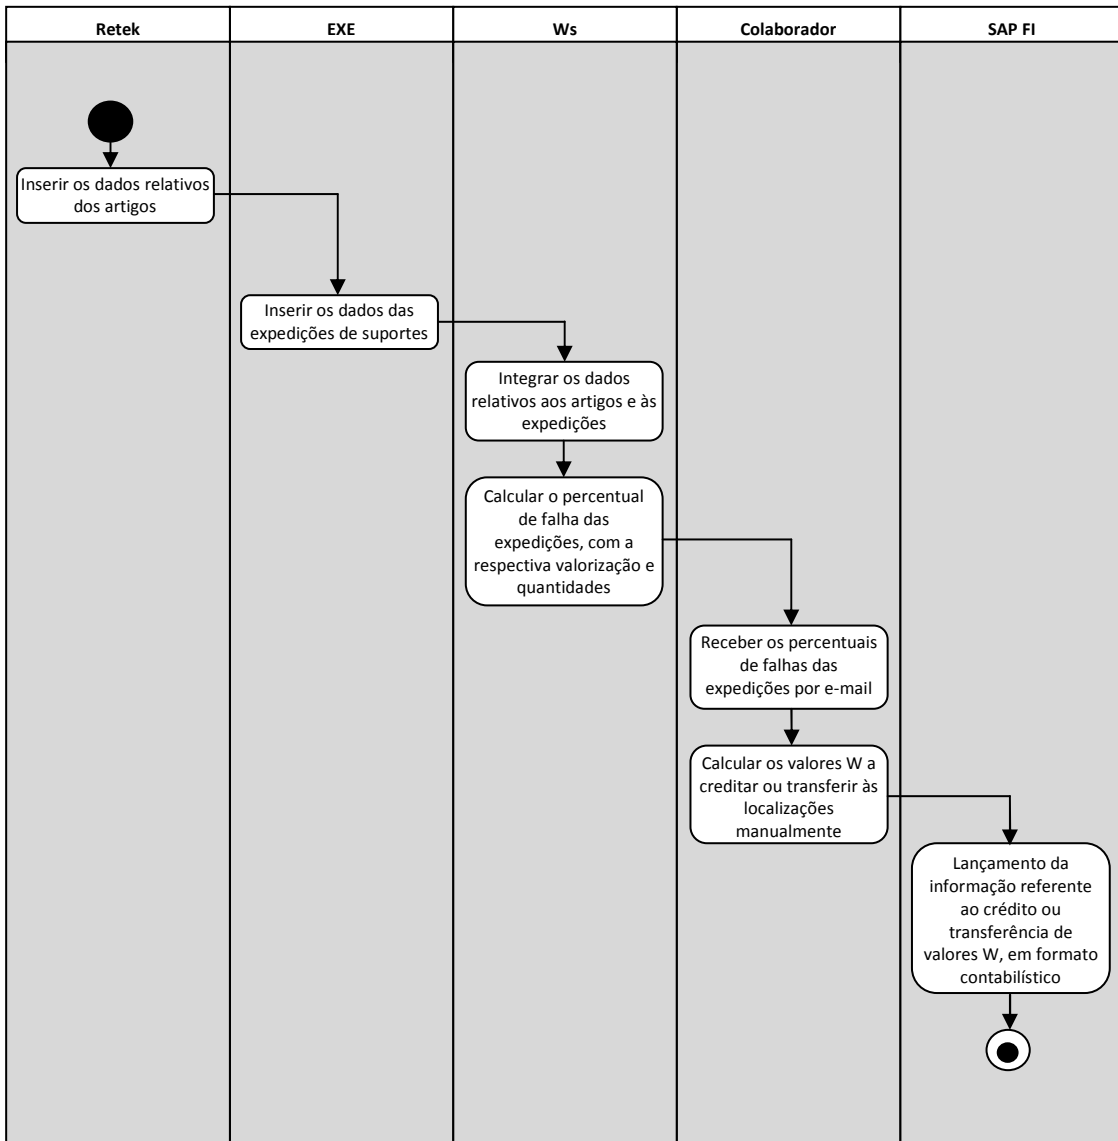 Retek
EXE
Ws
Colaborador
SAP FI
Inserir os dados relativos
dos artigos
Inserir os dados das
expedições de suportes
Integrar os dados
relativos aos artigos e às
expedições
Calcular o percentual
de falha das
expedições, com a
respectiva valorização e
quantidades
Receber os percentuais
de falhas das
expedições por e-mail
Calcular os valores W a
creditar ou transferir às
localizações
manualmente
Lançamento da
informação referente
ao crédito ou
transferência de
valores W, em formato
contabilístico